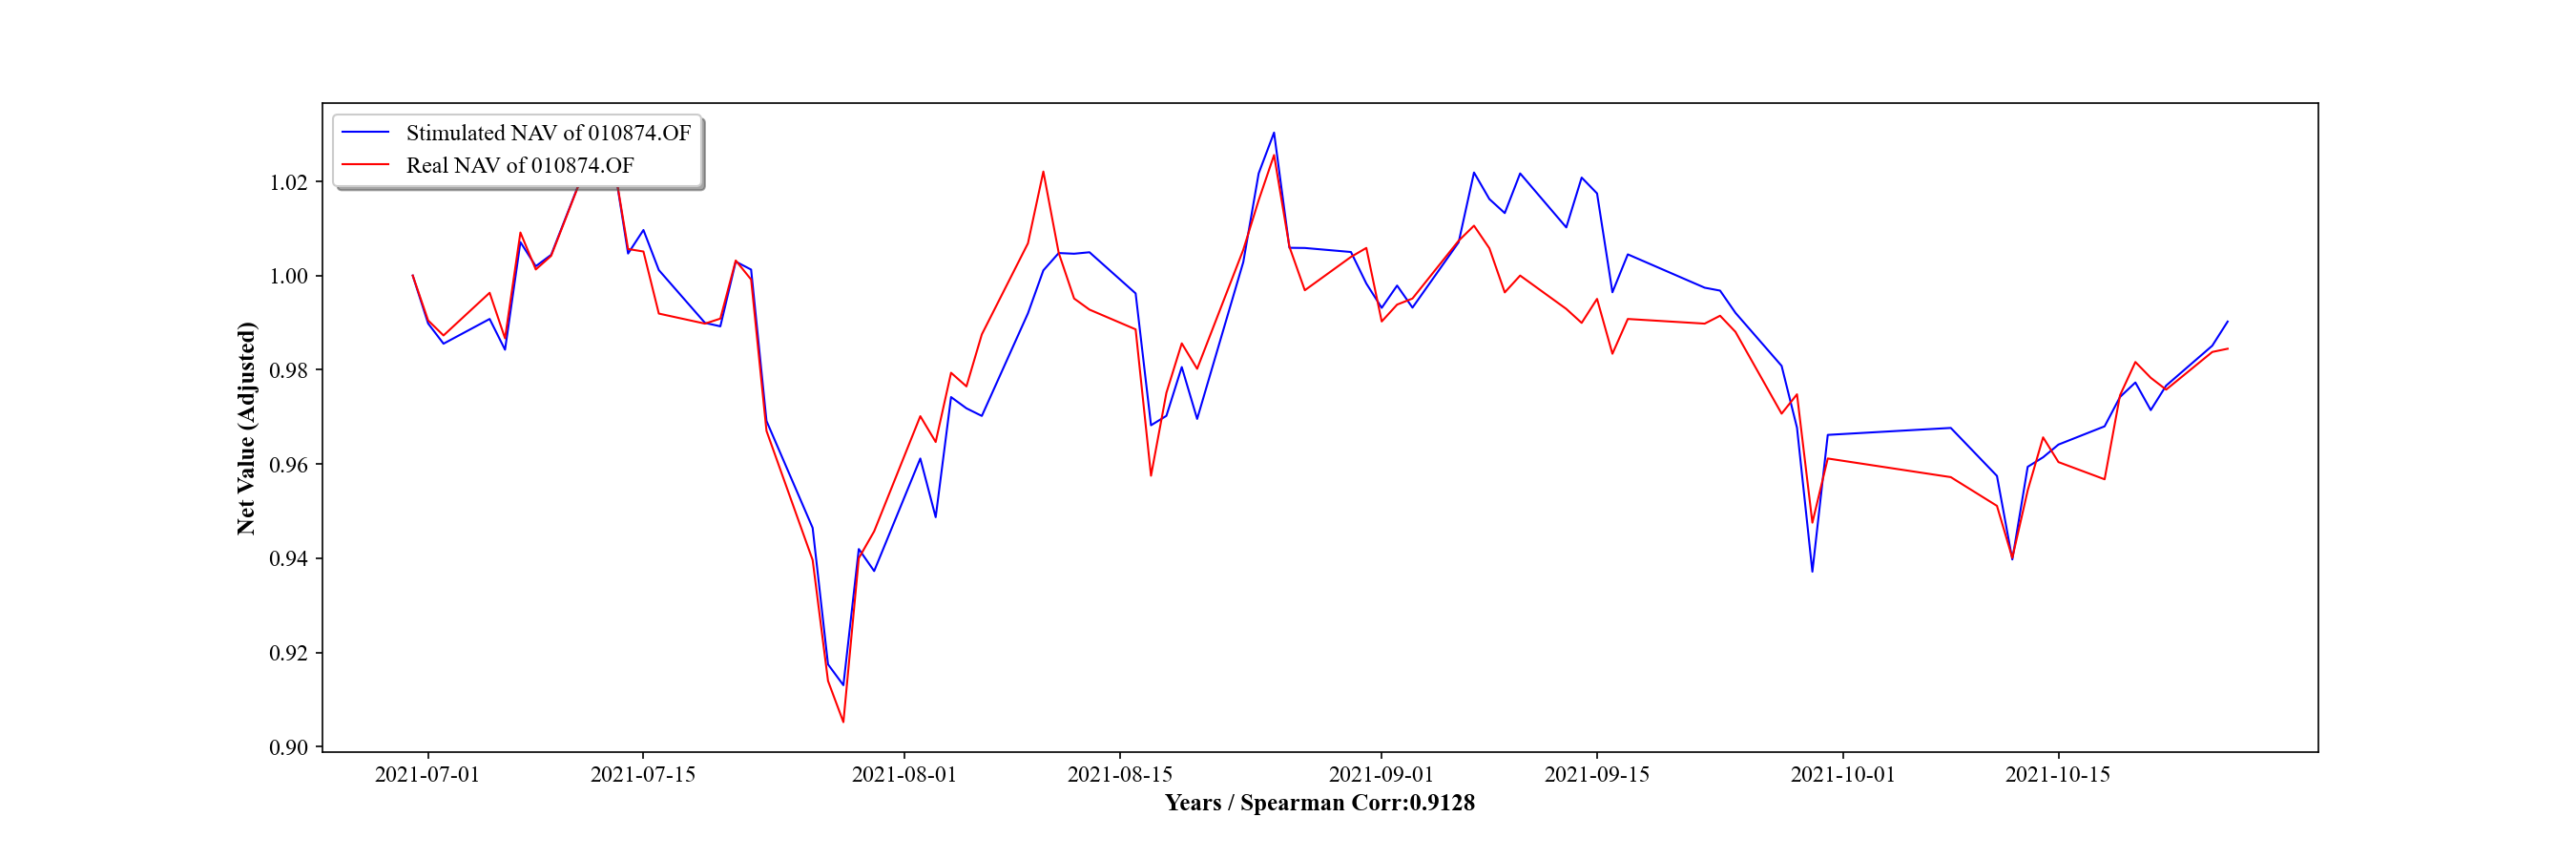 Stimulated NAV of 010874.OF
Real NAV of 010874.OF
Net Value (Adjusted)
1.02
1.00
0.98
0.96
0.94
0.92
0.90
2021-07-01 2021-07-15 2021-08-01 2021-08-15 2021-09-01 2021-09-15 2021-10-01 2021-10-15
Years / Spearman Corr:0.9128